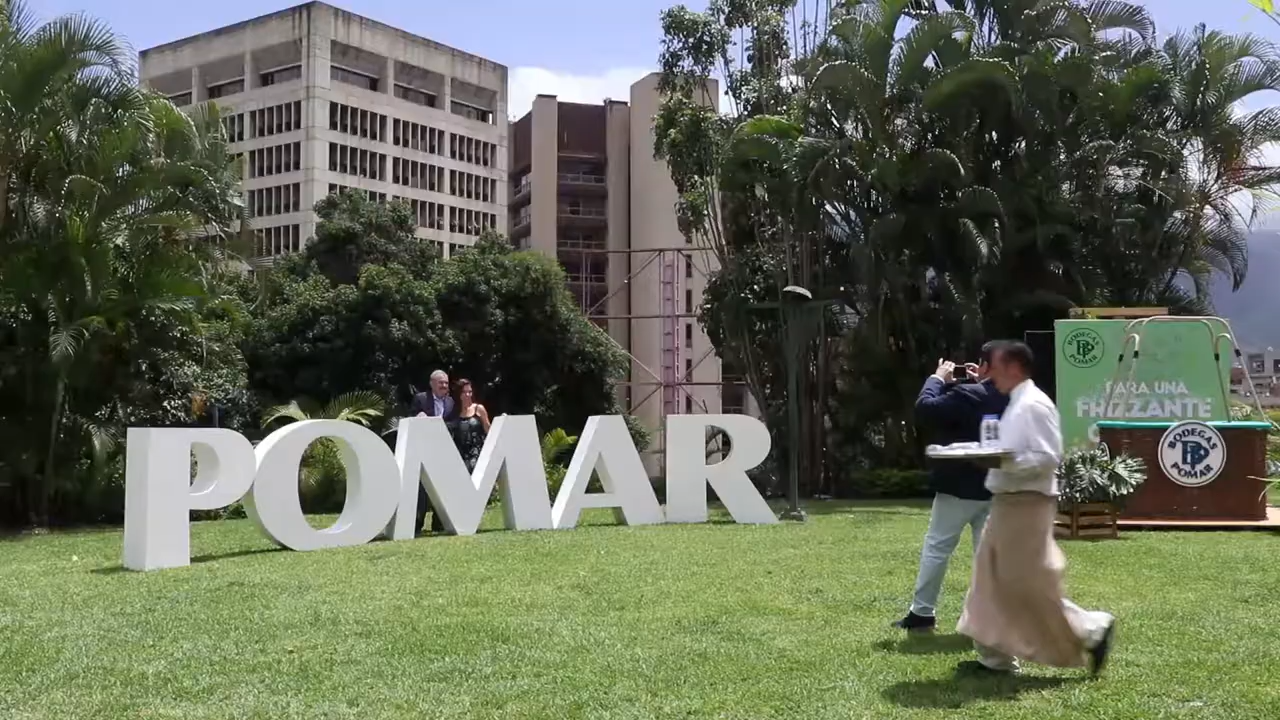 POMAR
BODEGAS
POMAR
PARA UNA
FRIZZANTE
BODEGAS
POMAR